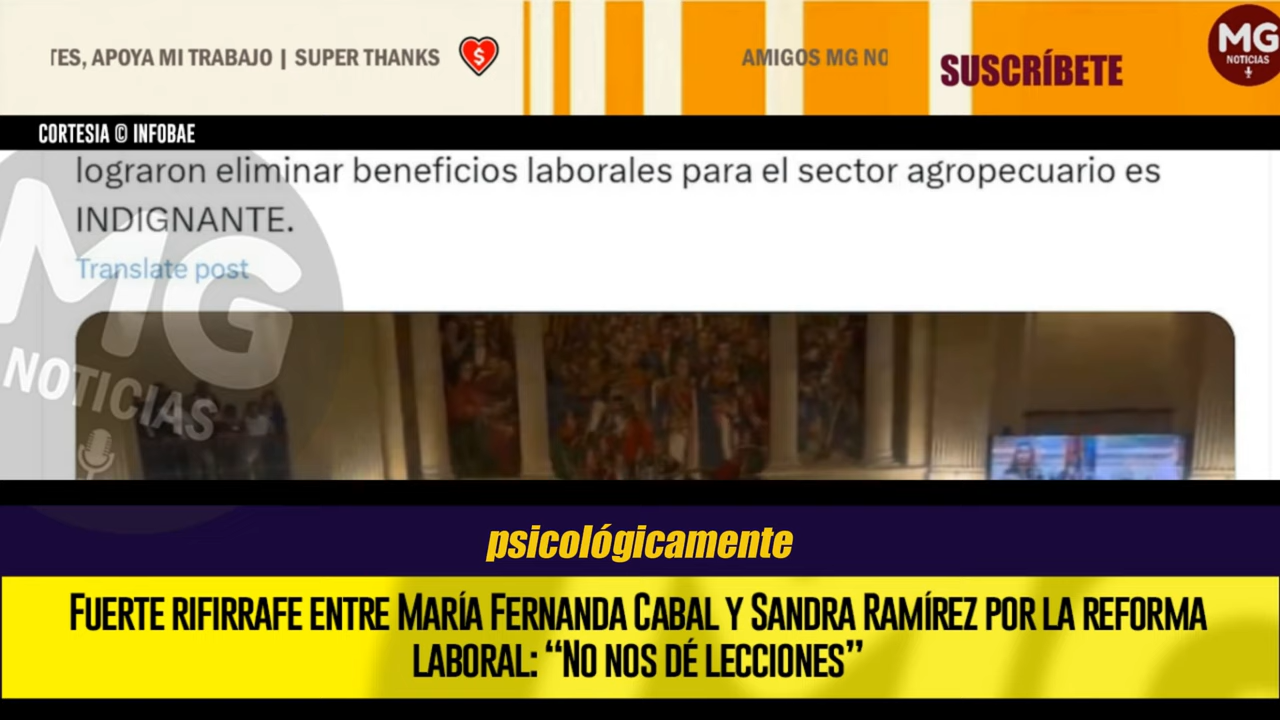 TES, APOYA MI TRABAJO | SUPER THANKS
AMIGOS MG NO
SUSCRÍBETE
MG
NOTICIAS
CORTESIA © INFOBAE
lograron eliminar beneficios laborales para el sector agropecuario es
INDIGNANTE.
Translate post
MG
NOTICIAS
psicológicamente
FUERTE RIFIRRAFE ENTRE MARÍA FERNANDA CABAL Y SANDRA RAMÍREZ POR LA REFORMA
LABORAL: “NO NOS DÉ LECCIONES”